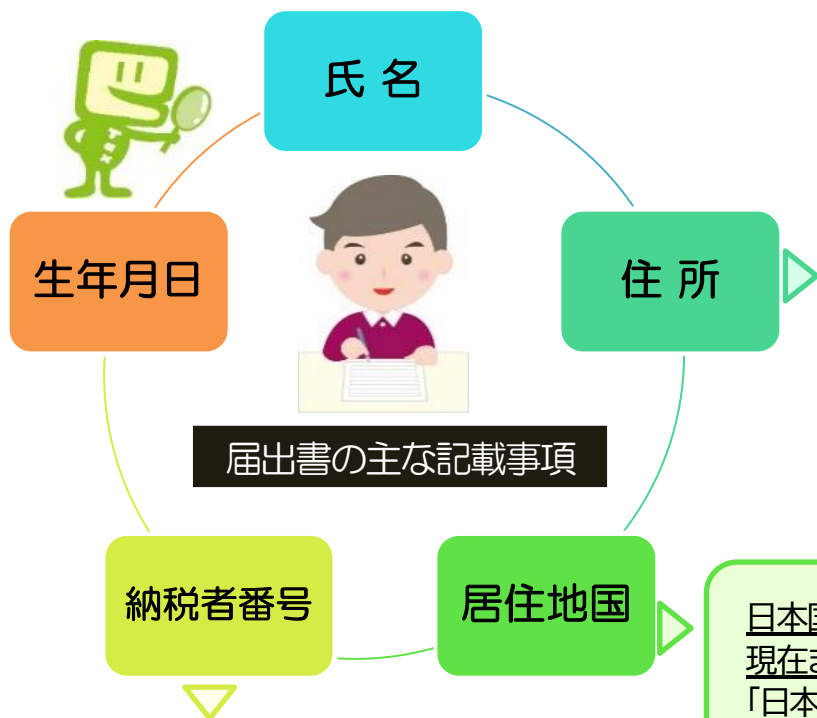 氏 名
生年月日
住 所
届出書の主な記載事項
納税者番号
居住地国
日本国
現在
「日本